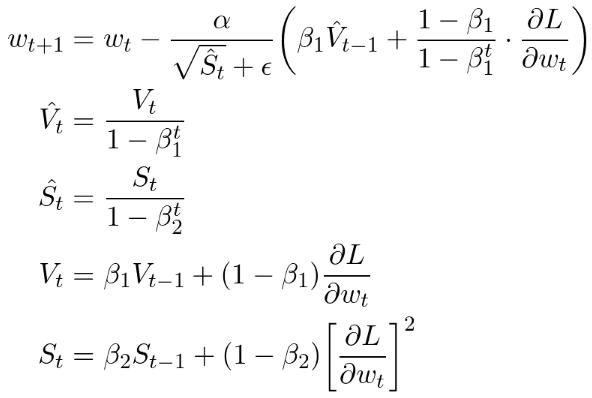 w_{t+1} = w_t - \frac{\alpha}{\sqrt{\hat{S}_t} + \epsilon} \left( \beta_1 \hat{V}_{t-1} + \frac{1 - \beta_1}{1 - \beta_1^t} \cdot \frac{\partial L}{\partial w_t} \right)
\hat{V}_t = \frac{V_t}{1 - \beta_1^t}
\hat{S}_t = \frac{S_t}{1 - \beta_2^t}
V_t = \beta_1 V_{t-1} + (1 - \beta_1) \frac{\partial L}{\partial w_t}
S_t = \beta_2 S_{t-1} + (1 - \beta_2) \left[ \frac{\partial L}{\partial w_t} \right]^2